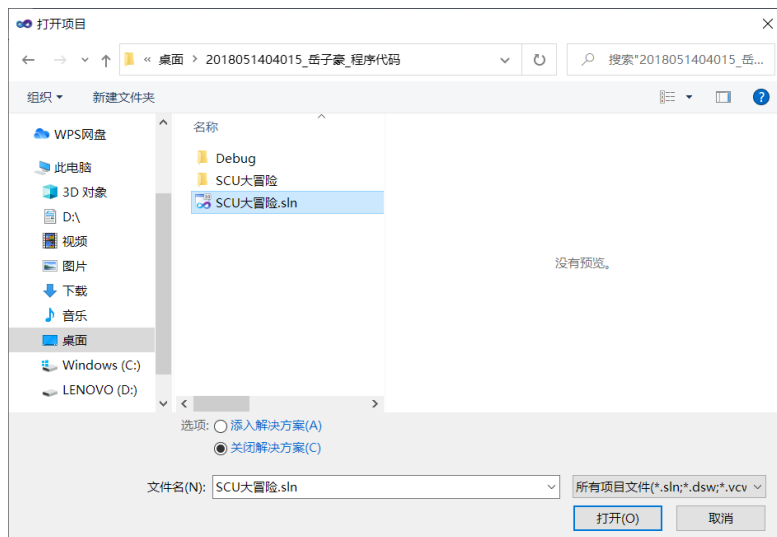 打开项目
« 桌面 › 2018051404015_岳子豪_程序代码
搜索"2018051404015_岳...
组织
新建文件夹
WPS网盘
此电脑
3D 对象
D:\
视频
图片
下载
音乐
桌面
Windows (C:)
LENOVO (D:)
名称
Debug
SCU大冒险
SCU大冒险.sln
没有预览。
选项:
添入解决方案(A)
关闭解决方案(C)
文件名(N): SCU大冒险.sln
所有项目文件(*.sln;*.dsw;*.vcv
打开(O)
取消